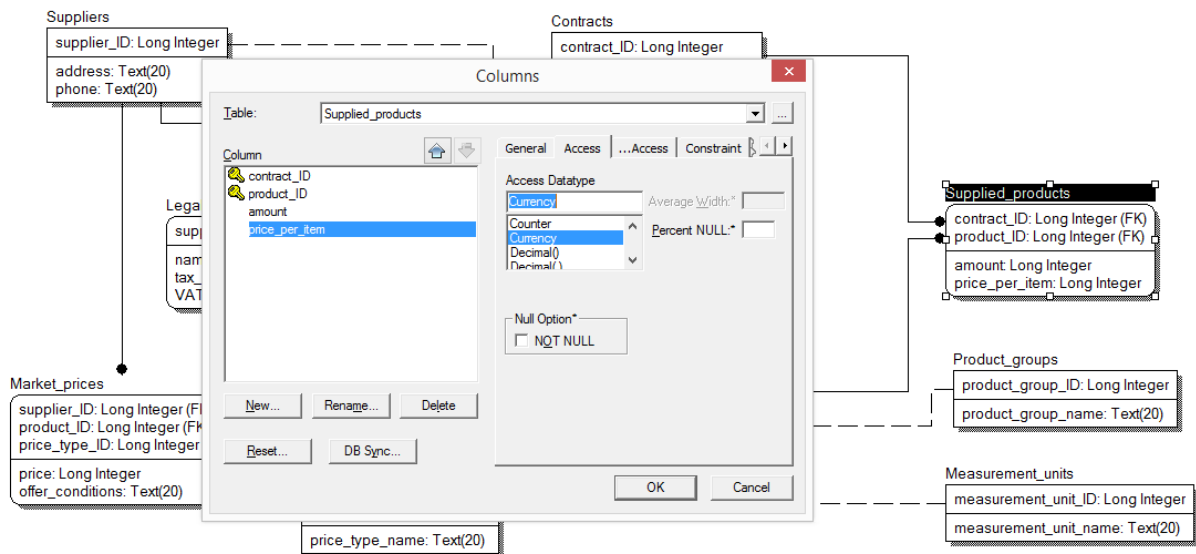 Suppliers
supplier_ID: Long Integer
address: Text(20)
phone: Text(20)
Contracts
contract_ID: Long Integer
Columns
Table:
Supplied_products
...
Column
contract_ID
product_ID
amount
price_per_item
General
Access
...Access
Constraint
Access Datatype
Currency
Counter
Currency
Decimal()
Decimal(,)
Average Width:*
Percent NULL:*
Null Option*
NOT NULL
New...
Rename...
Delete
Reset...
DB Sync...
OK
Cancel
Supplied_products
contract_ID: Long Integer (FK)
product_ID: Long Integer (FK)
amount: Long Integer
price_per_item: Long Integer
Lega
supp
nam
tax_
VAT
Market_prices
supplier_ID: Long Integer (F
product_ID: Long Integer (FK
price_type_ID: Long Integer
price: Long Integer
offer_conditions: Text(20)
Product_groups
product_group_ID: Long Integer
product_group_name: Text(20)
Measurement_units
measurement_unit_ID: Long Integer
measurement_unit_name: Text(20)
price_type_name: Text(20)